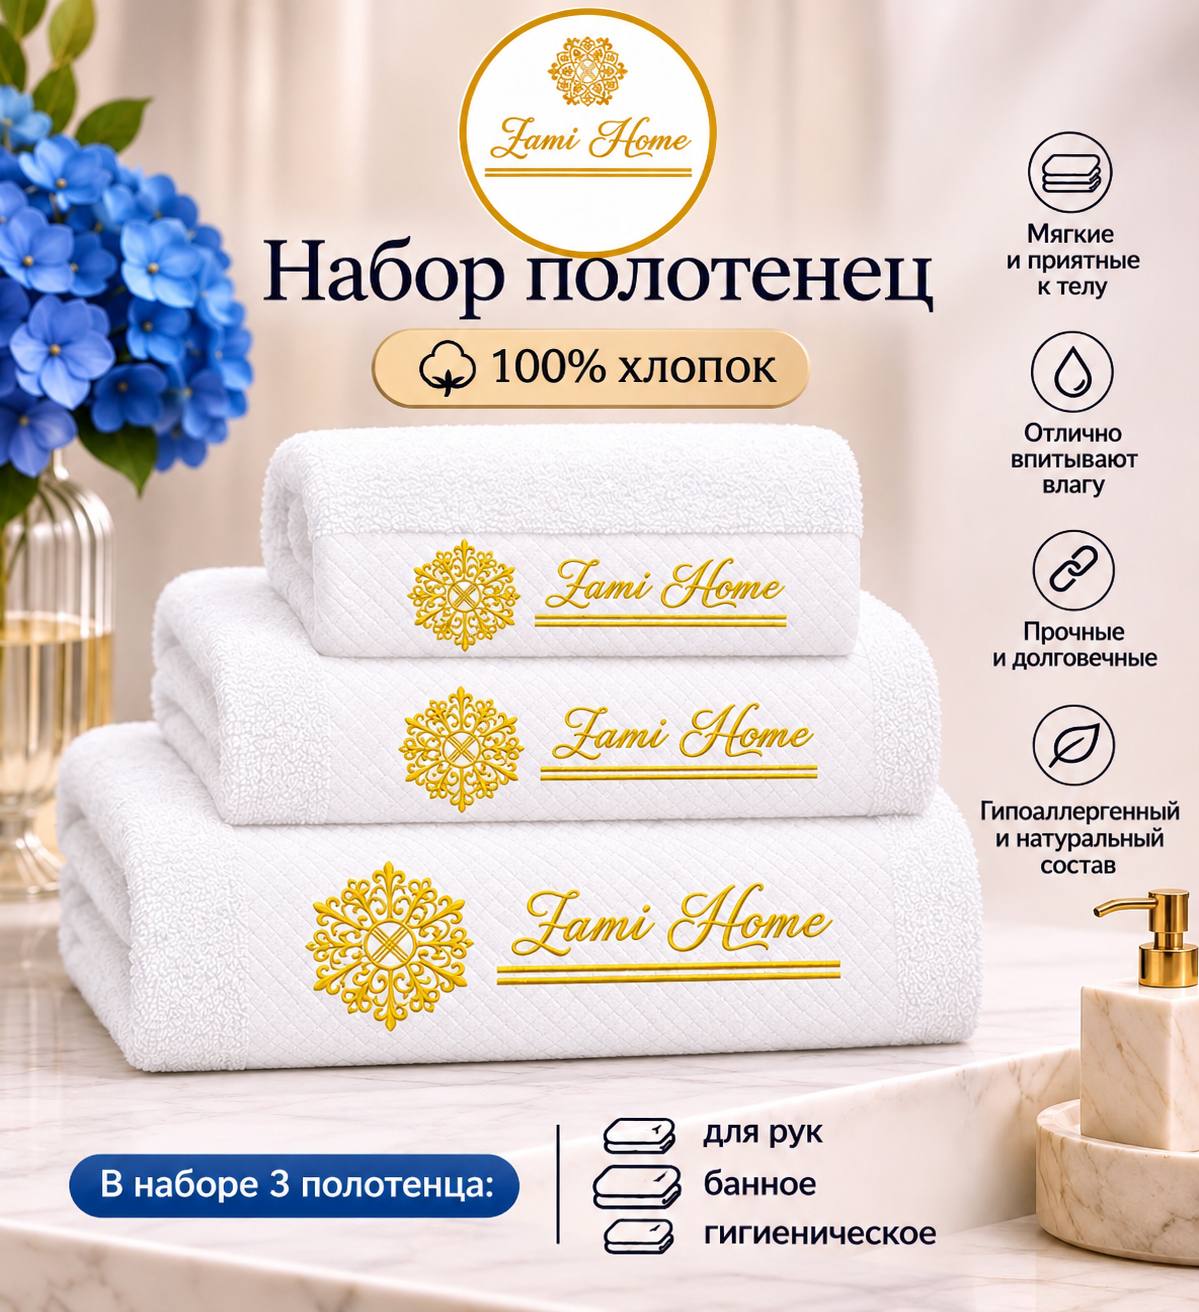 Zami Home
Набор полотенец
100% хлопок
Мягкие
и приятные
к телу
Отлично
впитывают
влагу
Прочные
и долговечные
Гипоаллергенный
и натуральный
состав
Zami Home
Zami Home
Zami Home
В наборе 3 полотенца:
для рук
банное
гигиеническое